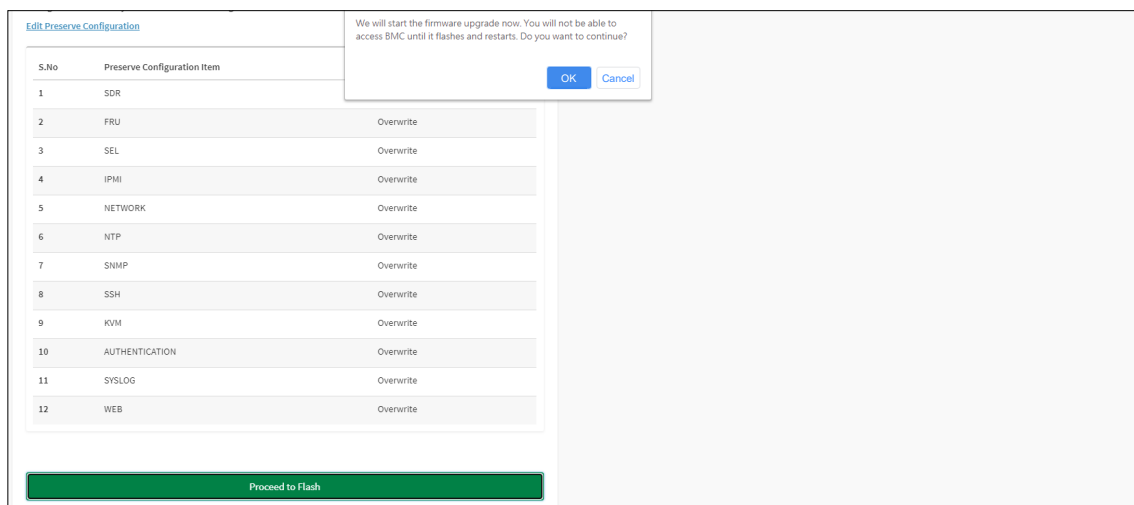 Edit Preserve Configuration
We will start the firmware upgrade now. You will not be able to
access BMC until it flashes and restarts. Do you want to continue?
OK Cancel
S.No Preserve Configuration Item
1 SDR
2 FRU Overwrite
3 SEL Overwrite
4 IPMI Overwrite
5 NETWORK Overwrite
6 NTP Overwrite
7 SNMP Overwrite
8 SSH Overwrite
9 KVM Overwrite
10 AUTHENTICATION Overwrite
11 SYSLOG Overwrite
12 WEB Overwrite
Proceed to Flash